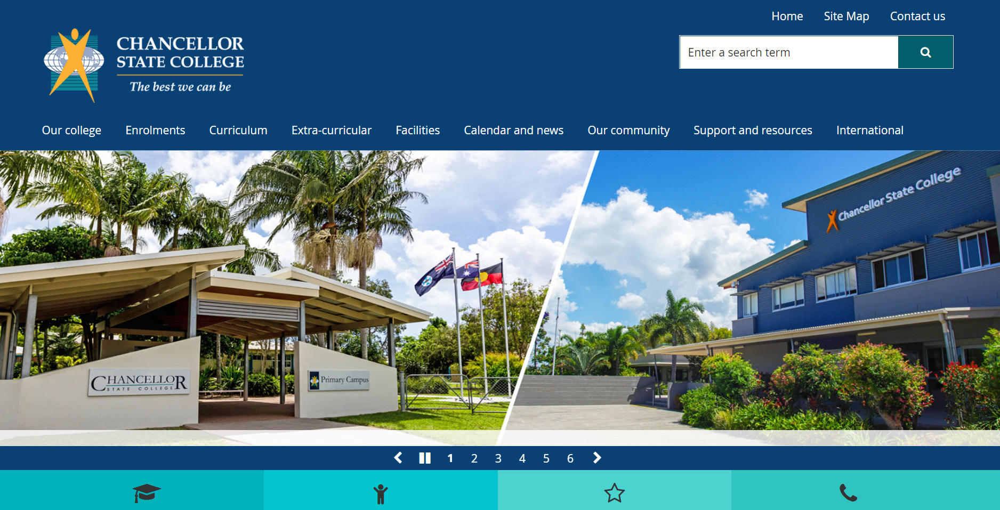 Home Site Map Contact us
CHANCELLOR
STATE COLLEGE
The best we can be
Enter a search term
Our college Enrolments Curriculum Extra-curricular Facilities Calendar and news Our community Support and resources International
Chancellor State College
CHANCELLOR
STATE COLLEGE
Primary Campus
1 2 3 4 5 6